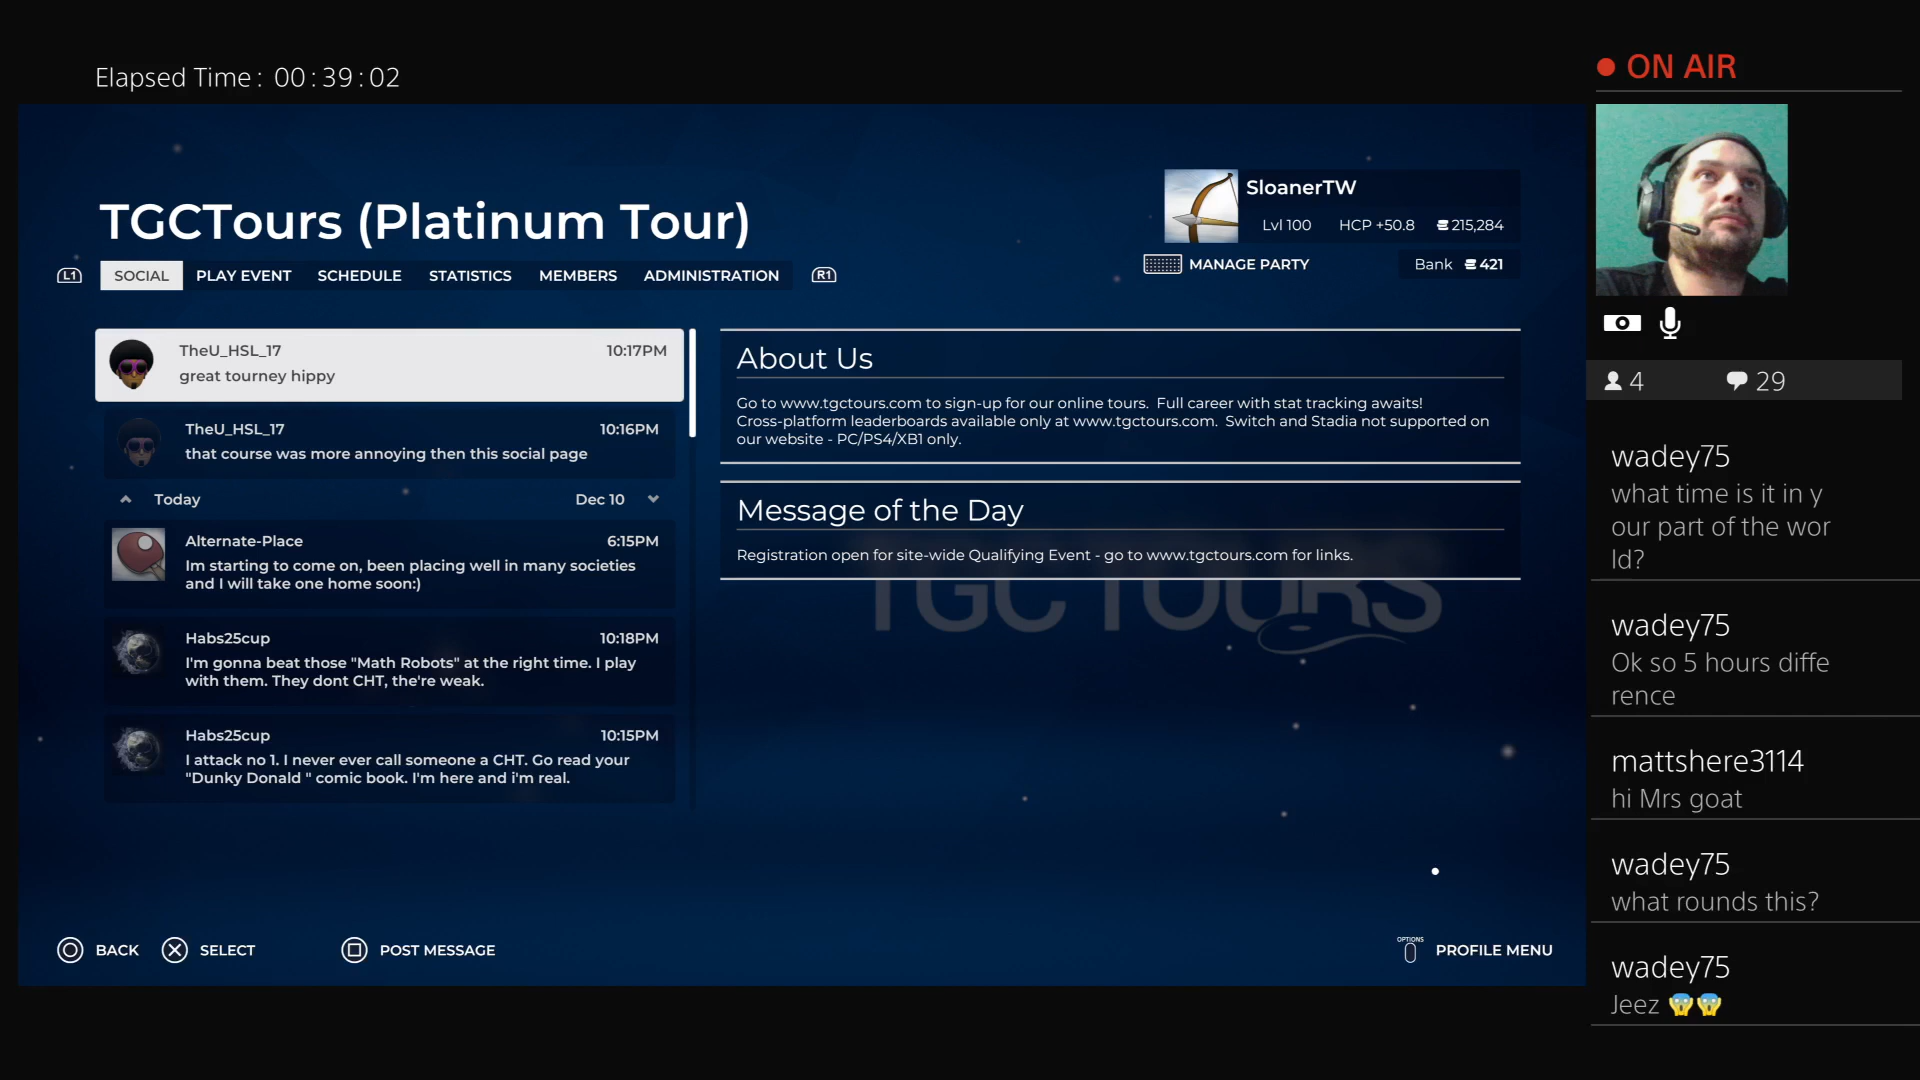 Elapsed Time: 00:39:02
ON AIR
TGCTours (Platinum Tour)
SloanerTW
Lvl 100 HCP +50.8 215,284
MANAGE PARTY
Bank 421
L1 SOCIAL PLAY EVENT SCHEDULE STATISTICS MEMBERS ADMINISTRATION R1
TheU_HSL_17 10:17PM
great tourney hippy
TheU_HSL_17 10:16PM
that course was more annoying then this social page
Today Dec 10
Alternate-Place 6:15PM
Im starting to come on, been placing well in many societies
and I will take one home soon:)
Habs25cup 10:18PM
I'm gonna beat those "Math Robots" at the right time. I play
with them. They dont CHT, the're weak.
Habs25cup 10:15PM
I attack no 1. I never ever call someone a CHT. Go read your
"Dunky Donald " comic book. I'm here and i'm real.
About Us
Go to www.tgctours.com to sign-up for our online tours. Full career with stat tracking awaits!
Cross-platform leaderboards available only at www.tgctours.com. Switch and Stadia not supported on
our website - PC/PS4/XB1 only.
Message of the Day
Registration open for site-wide Qualifying Event - go to www.tgctours.com for links.
TGCTOURS
BACK SELECT POST MESSAGE
OPTIONS
PROFILE MENU
4 29
wadey75
what time is it in y
our part of the wor
ld?
wadey75
Ok so 5 hours diffe
rence
mattshere3114
hi Mrs goat
wadey75
what rounds this?
wadey75
Jeez 😱😱